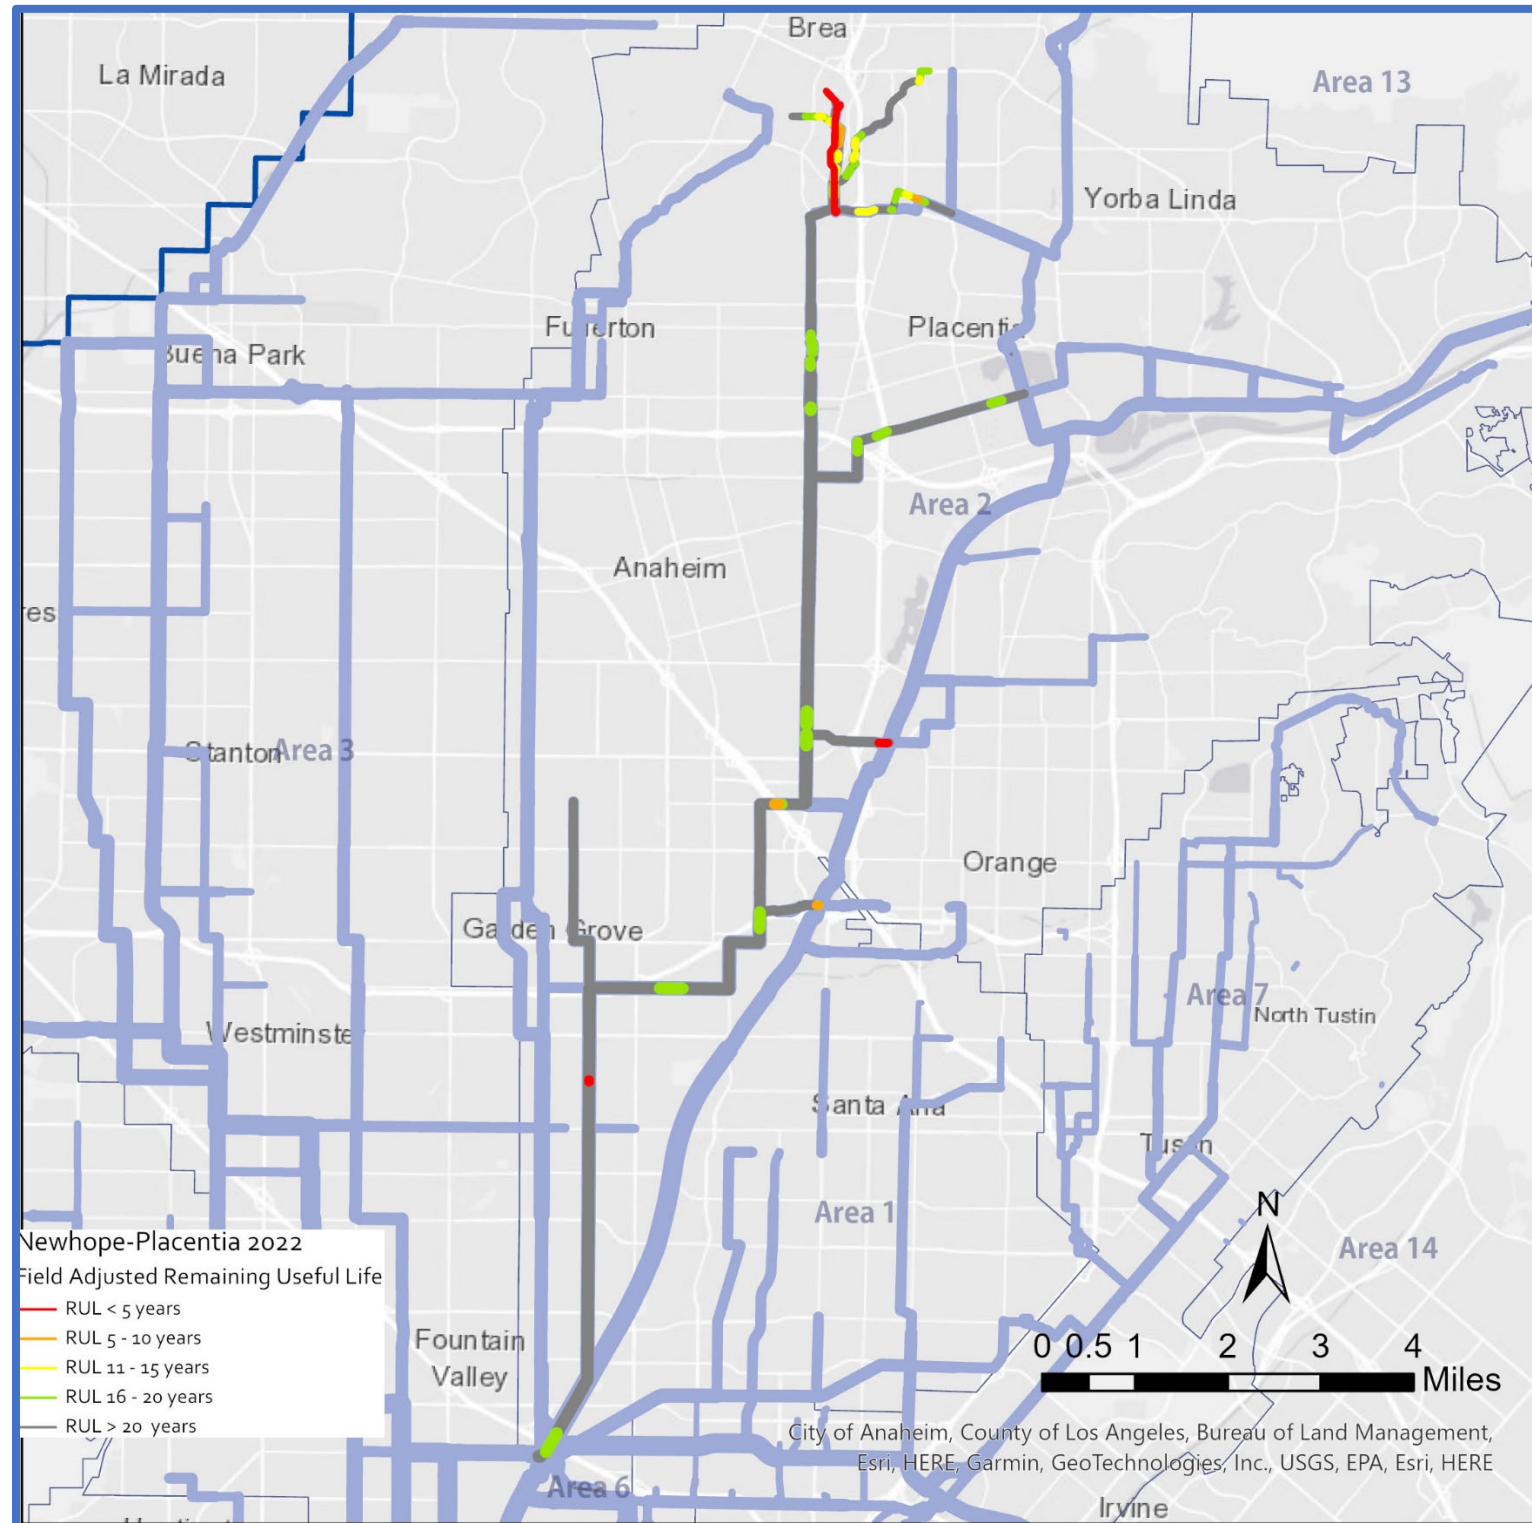 Brea
La Mirada
Area 13
Yorba Linda
Fullerton
Placentia
Buena Park
Area 2
Anaheim
res
Stanton
Area 3
Orange
Garden Grove
Area 7
North Tustin
Westminster
Santa Ana
Tustin
N
Area 1
Area 14
Newhope-Placentia 2022
Field Adjusted Remaining Useful Life
RUL < 5 years
RUL 5 - 10 years
RUL 11 - 15 years
RUL 16 - 20 years
RUL > 20 years
Fountain
Valley
0 0.5 1 2 3 4
Miles
City of Anaheim, County of Los Angeles, Bureau of Land Management,
Esri, HERE, Garmin, GeoTechnologies, Inc., USGS, EPA, Esri, HERE
Area 6
Irvine